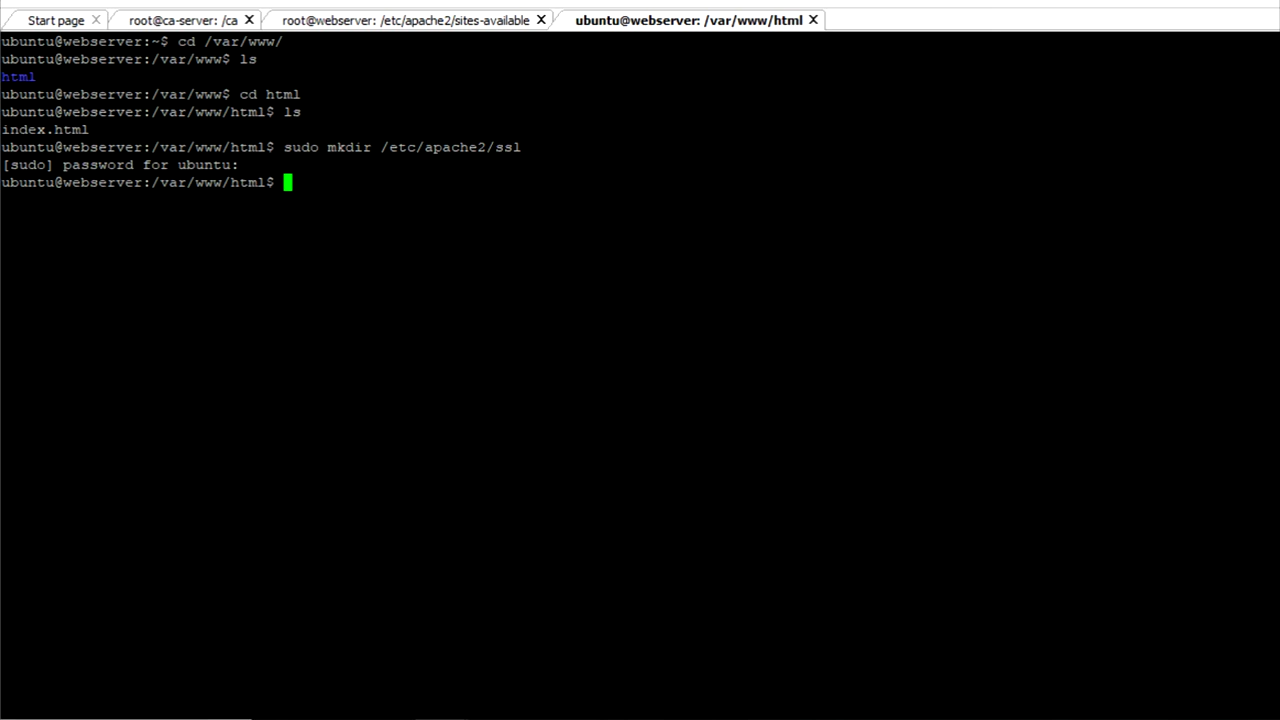 Start page X root@ca-server: /ca X root@webserver: /etc/apache2/sites-available X ubuntu@webserver: /var/www/html X
ubuntu@webserver:~$ cd /var/www/
ubuntu@webserver:/var/www$ ls
html
ubuntu@webserver:/var/www$ cd html
ubuntu@webserver:/var/www/html$ ls
index.html
ubuntu@webserver:/var/www/html$ sudo mkdir /etc/apache2/ssl
[sudo] password for ubuntu:
ubuntu@webserver:/var/www/html$